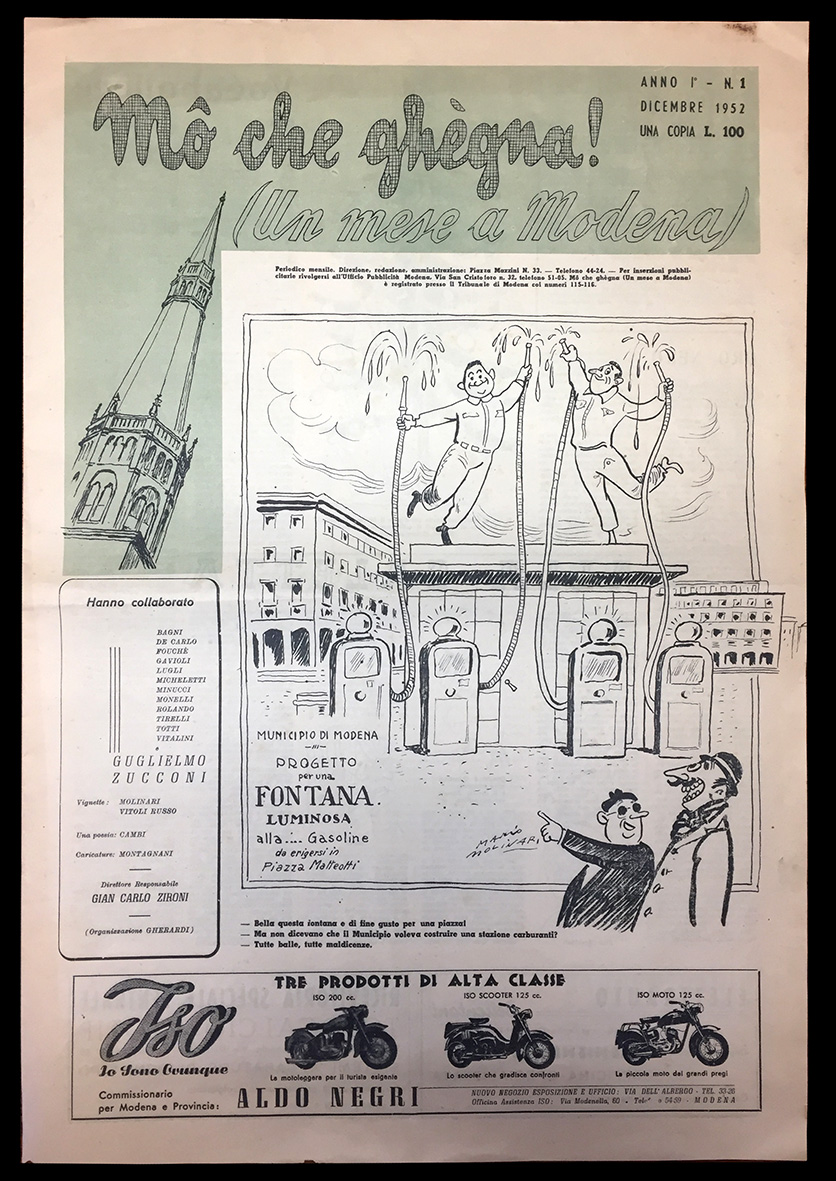 Mô che ghègna!
(Un mese a Modena)
ANNO I° - N. 1
DICEMBRE 1952
UNA COPIA L. 100
Periodico mensile. Direzione, redazione, amministrazione: Piazza Mazzini N. 33. — Telefono 44-24. — Per inserzioni pubbli-
citarie rivolgersi all'Ufficio Pubblicità Modena. Via San Cristoforo n. 32, telefono 51-05. Mô che ghègna (Un mese a Modena)
è registrato presso il Tribunale di Modena coi numeri 115-116.
Hanno collaborato
BAGNI
DE CARLO
FOUCHÈ
GAVIOLI
LUGLI
MICHELETTI
MINUCCI
MONELLI
ROLANDO
TIRELLI
TOTTI
VITALINI
e
GUGLIELMO
ZUCCONI
Vignette: MOLINARI
VITOLI RUSSO
Una poesia: CAMBI
Caricature: MONTAGNANI
Direttore Responsabile
GIAN CARLO ZIRONI
(Organizzazione GHERARDI)
MUNICIPIO DI MODENA
PROGETTO
per una
FONTANA
LUMINOSA
alla.... Gasoline
da erigersi in
Piazza Matteotti
MARIO
MOLINARI
— Bella questa fontana e di fine gusto per una piazza!
— Ma non dicevano che il Municipio voleva costruire una stazione carburanti?
— Tutte balle, tutte maldicenze.
TRE PRODOTTI DI ALTA CLASSE
Iso
Io Sono Ovunque
ISO 200 cc.
ISO SCOOTER 125 cc.
ISO MOTO 125 cc.
La motoleggera per il turista esigente
Lo scooter che gradisce confronti
La piccola moto dai grandi pregi
Commissionario
per Modena e Provincia:
ALDO NEGRI
NUOVO NEGOZIO ESPOSIZIONE E UFFICIO: VIA DELL'ALBERGO - TEL. 33-26
Officina Assistenza ISO: Via Modenella, 60 - 54-59 - MODENA